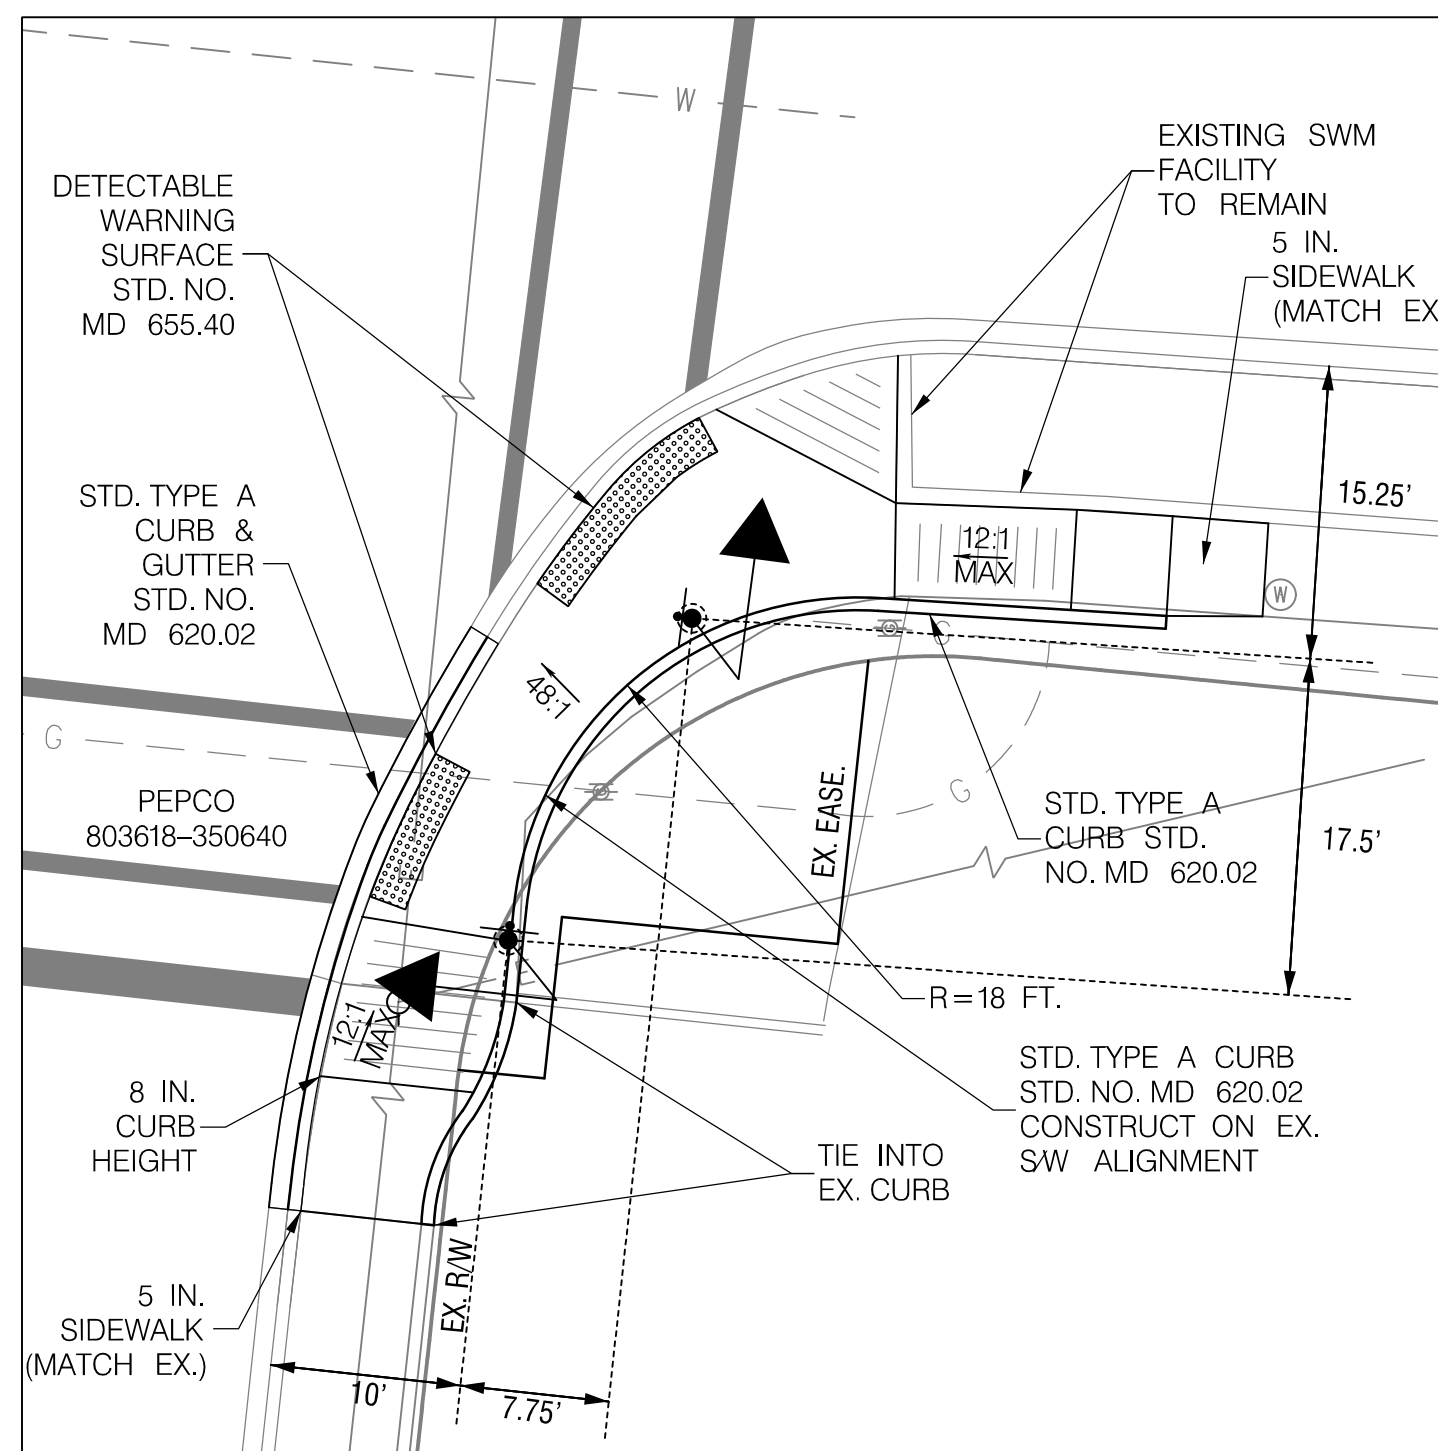 W
EXISTING SWM
FACILITY
TO REMAIN
DETECTABLE
WARNING
SURFACE
STD. NO.
MD 655.40
5 IN.
SIDEWALK
(MATCH EX
STD. TYPE A
CURB &
GUTTER
STD. NO.
MD 620.02
15.25'
12:1
MAX
W
G
G
48:1
G
PEPCO
803618–350640
G
G
EX. EASE.
STD. TYPE A
CURB STD.
NO. MD 620.02
17.5'
E
R=18 FT.
12:1
MAX
8 IN.
CURB
HEIGHT
STD. TYPE A CURB
STD. NO. MD 620.02
CONSTRUCT ON EX.
S/W ALIGNMENT
TIE INTO
EX. CURB
EX. R/W
5 IN.
SIDEWALK
(MATCH EX.)
10'
7.75'